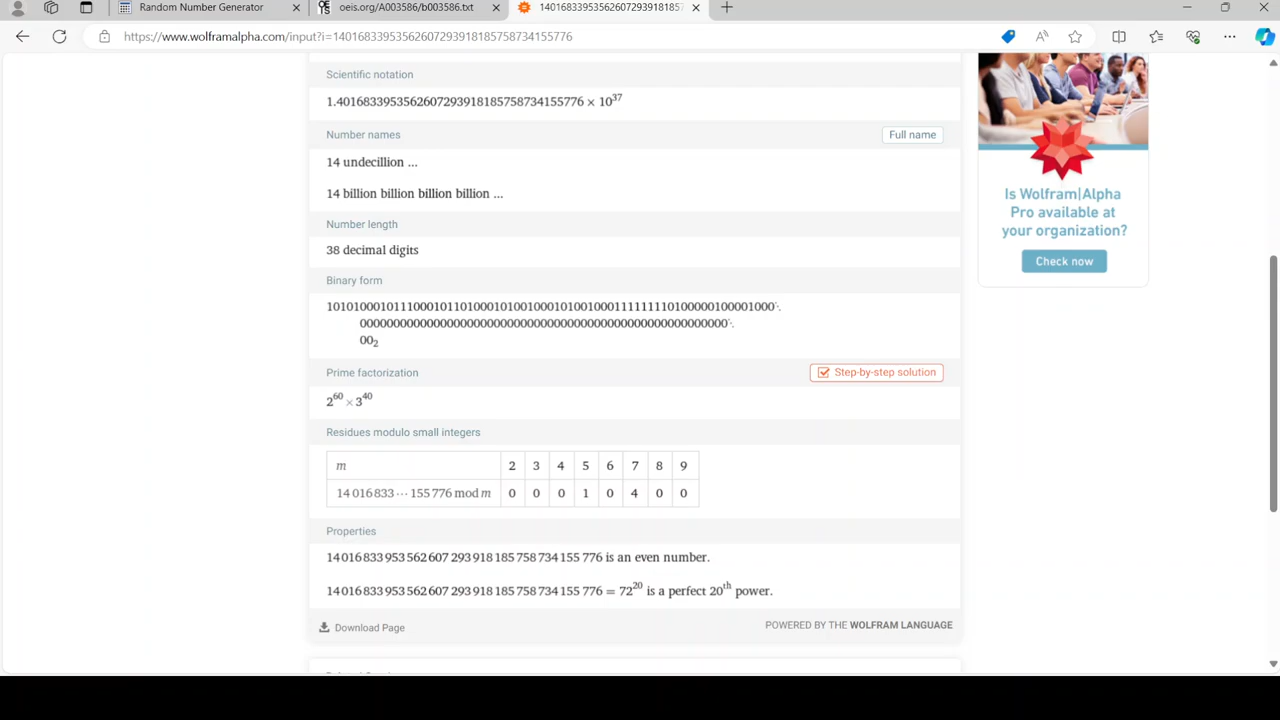 Random Number Generator
oeis.org/A003586/b003586.txt
14016833953562607293918185
https://www.wolframalpha.com/input?i=14016833953562607293918185758734155776
Scientific notation
1.4016833953562607293918185758734155776 × 10^37
Number names
Full name
14 undecillion ...
14 billion billion billion billion ...
Number length
38 decimal digits
Binary form
Prime factorization
Step-by-step solution
2^60 × 3^40
Residues modulo small integers
m 2 3 4 5 6 7 8 9
14 016 833 ⋯ 155 776 mod m 0 0 0 1 0 4 0 0
Properties
14 016 833 953 562 607 293 918 185 758 734 155 776 is an even number.
14 016 833 953 562 607 293 918 185 758 734 155 776 = 72^20 is a perfect 20^th power.
Download Page
POWERED BY THE WOLFRAM LANGUAGE
Is Wolfram|Alpha
Pro available at
your organization?
Check now